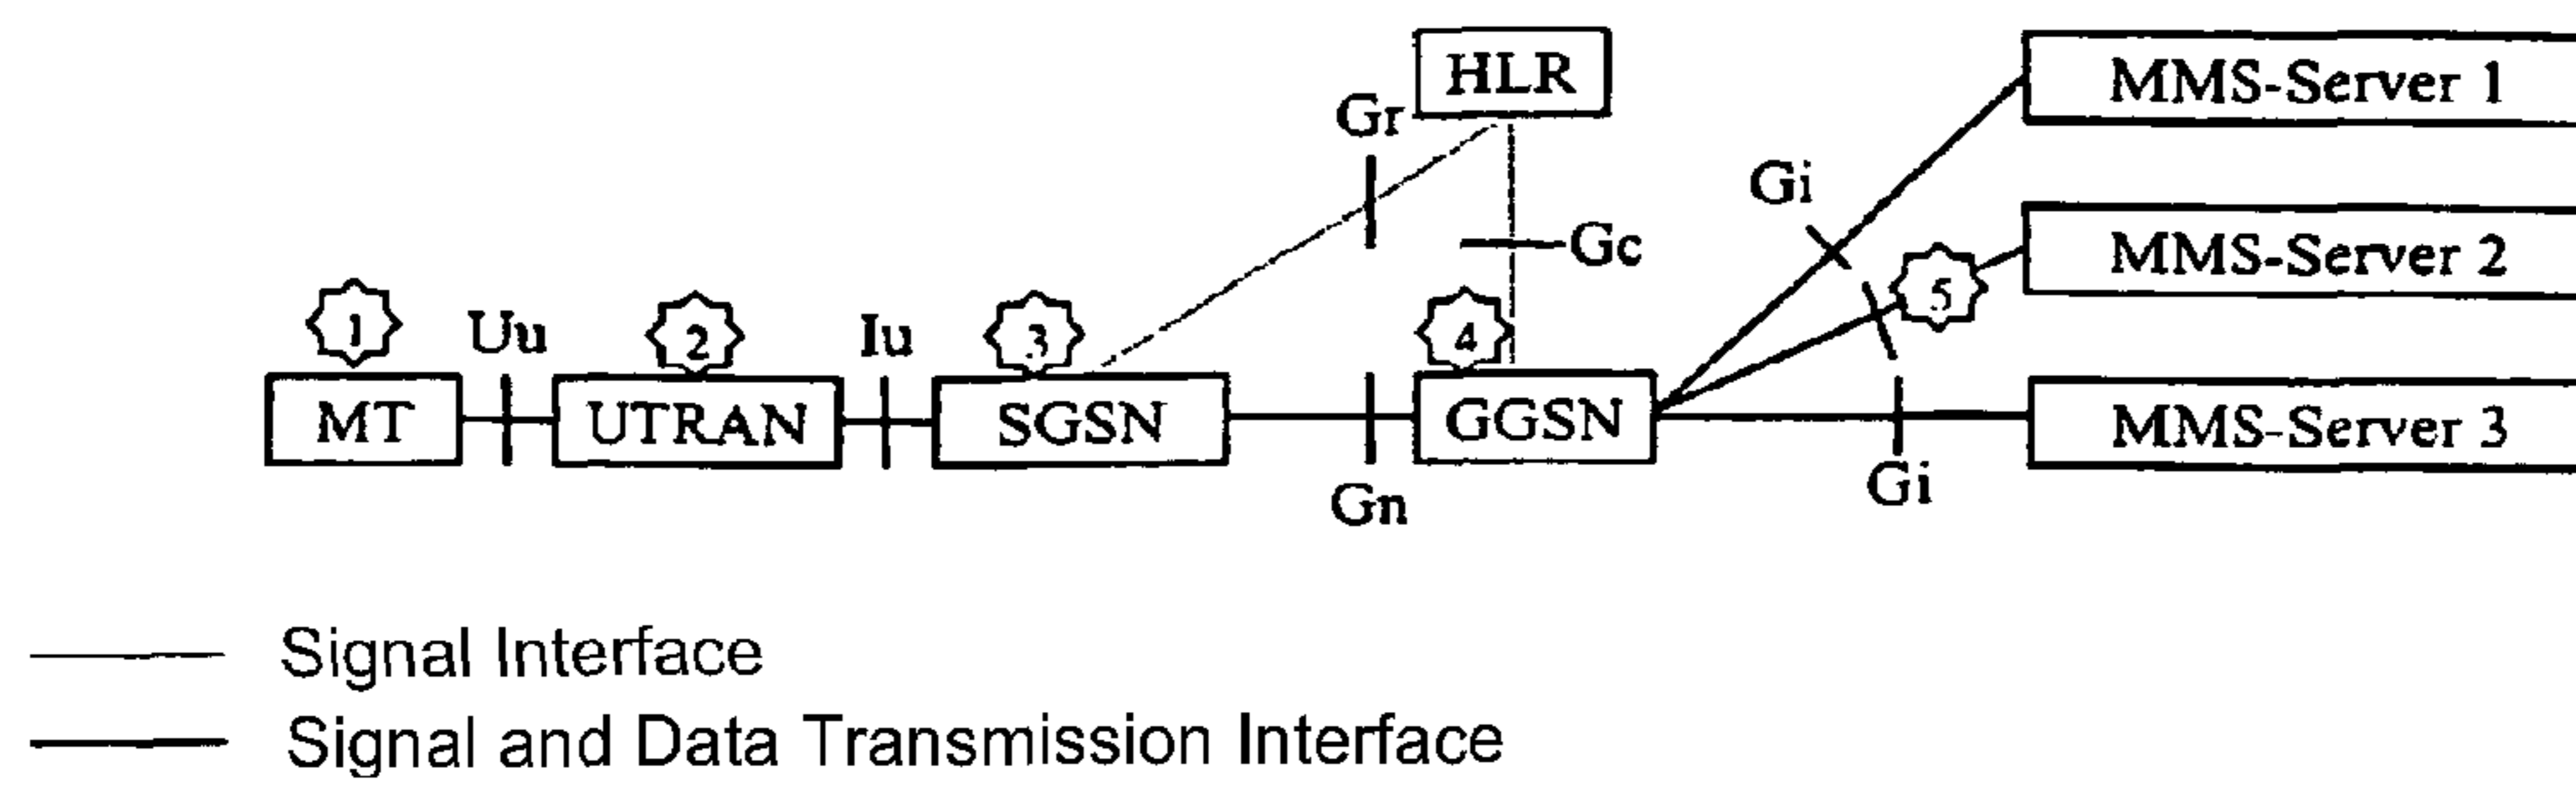 HLR
MMS-Server 1
Gr
Gi
Gc
MMS-Server 2
1
Uu
2
Iu
3
4
5
MT
UTRAN
SGSN
GGSN
MMS-Server 3
Gn
Gi
Signal Interface
Signal and Data Transmission Interface